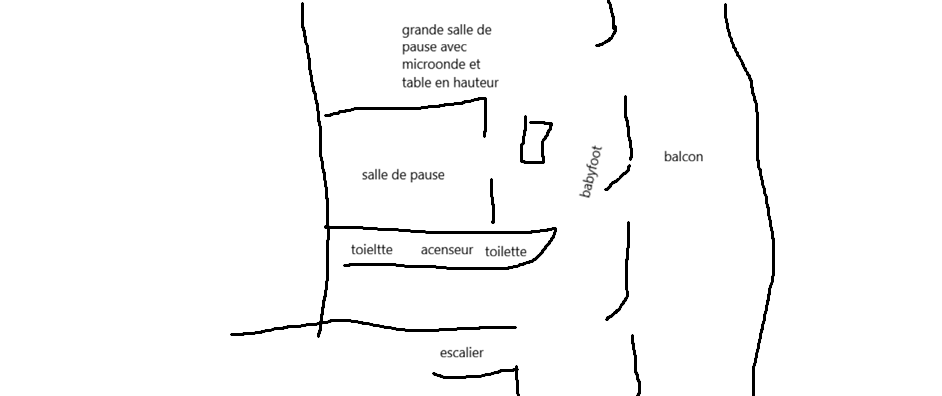 grande salle de
pause avec
microonde et
table en hauteur
babyfoot
balcon
salle de pause
toieltte
acenseur
toilette
escalier